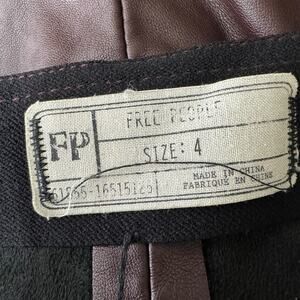 FP
FREE PEOPLE
SIZE: 4
MADE IN CHINA
FABRIQUE EN CHINE